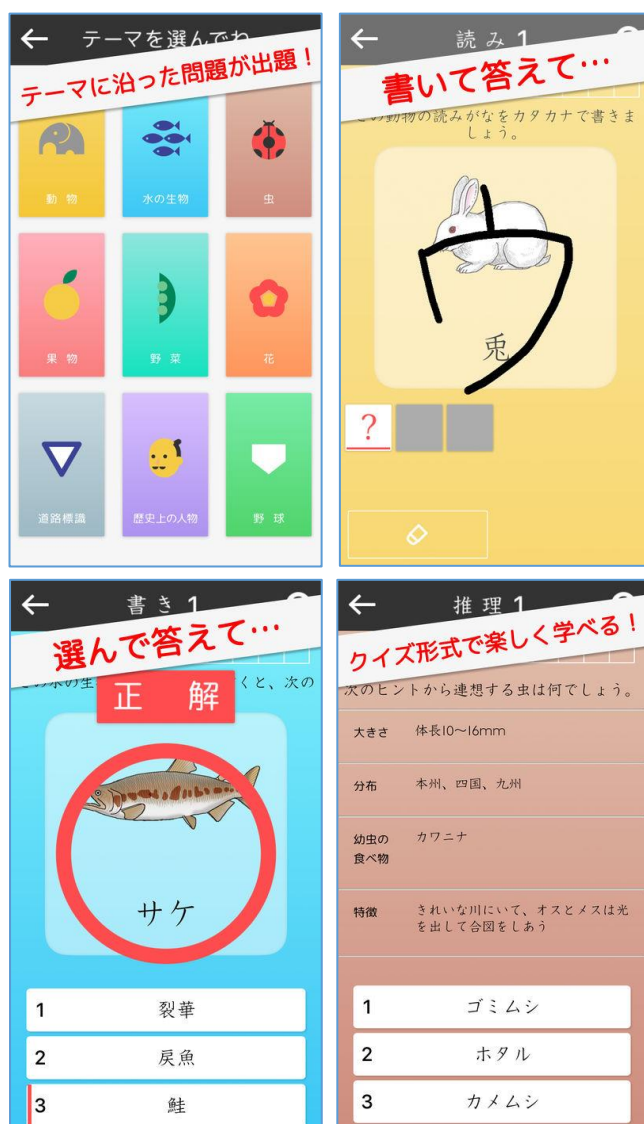 テーマを選んでね
テーマに沿った問題が出題！
動物
水の生物
虫
果物
野菜
花
道路標識
歴史上の人物
野球
読み1
書いて答えて…
この動物の読みがなをカタカナで書きま
しょう。
ウ
兎
?
書き1
選んで答えて…
くと、次の
正解
サケ
1 裂華
2 戻魚
3 鮭
推理1
クイズ形式で楽しく学べる！
次のヒントから連想する虫は何でしょう。
大きさ 体長10～16mm
分布 本州、四国、九州
幼虫の
食べ物
カワニナ
特徴 きれいな川にいて、オスとメスは光
を出して合図をしあう
1 ゴミムシ
2 ホタル
3 カメムシ